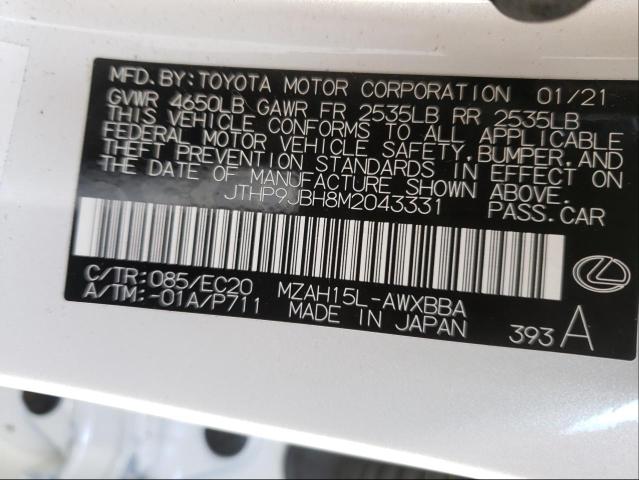 MFD.BY:TOYOTA MOTOR CORPORATION 01/21
GVWR 4650LB GAWR FR 2535LB RR 2535LB
THIS VEHICLE CONFORMS TO ALL APPLICABLE
FEDERAL MOTOR VEHICLE SAFETY,BUMPER,AND
THEFT PREVENTION STANDARDS IN EFFECT ON
THE DATE OF MANUFACTURE SHOWN ABOVE.
JTHP9JBH8M2043331 PASS.CAR
C/TR:085/EC20 MZAH15L-AWXBBA
A/TM:-01A/P711 MADE IN JAPAN 393 A